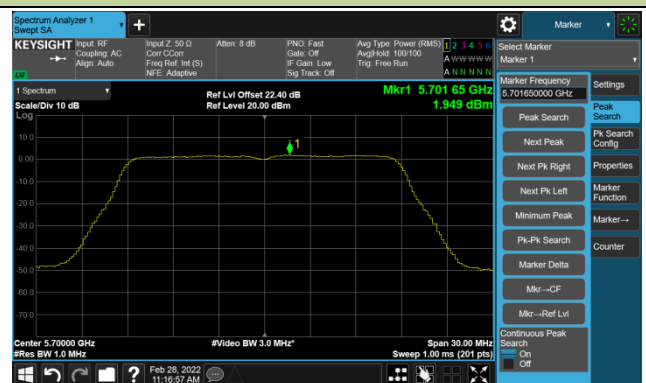 Spectrum Analyzer 1
Swept SA
+
Marker
KEYSIGHT
Input: RF
Coupling: AC
Align: Auto
Input Z: 50 Ω
Corr CCorr
Freq Ref: Int (S)
NFE: Adaptive
Atten: 8 dB
PNO: Fast
Gate: Off
IF Gain: Low
Sig Track: Off
Avg Type: Power (RMS)
Avg|Hold: 100/100
Trig: Free Run
1 2 3 4 5 6
A W W W W W
A N N N N N
LW
Select Marker
Marker 1
1 Spectrum
Scale/Div 10 dB
Log
Ref Lvl Offset 22.40 dB
Ref Level 20.00 dBm
Mkr1 5.701 65 GHz
1.949 dBm
Marker Frequency
5.701650000 GHz
Settings
Peak Search
Peak
Search
Next Peak
Pk Search
Config
Next Pk Right
Properties
Next Pk Left
Marker
Function
Minimum Peak
Marker→
Pk-Pk Search
Counter
Marker Delta
Mkr→CF
Mkr→Ref Lvl
Continuous Peak
Search
On
Off
1
10.0
0.00
-10.0
-20.0
-30.0
-40.0
-50.0
-60.0
-70.0
Center 5.70000 GHz
#Res BW 1.0 MHz
#Video BW 3.0 MHz*
Span 30.00 MHz
Sweep 1.00 ms (201 pts)
?
Feb 28, 2022
11:16:57 AM